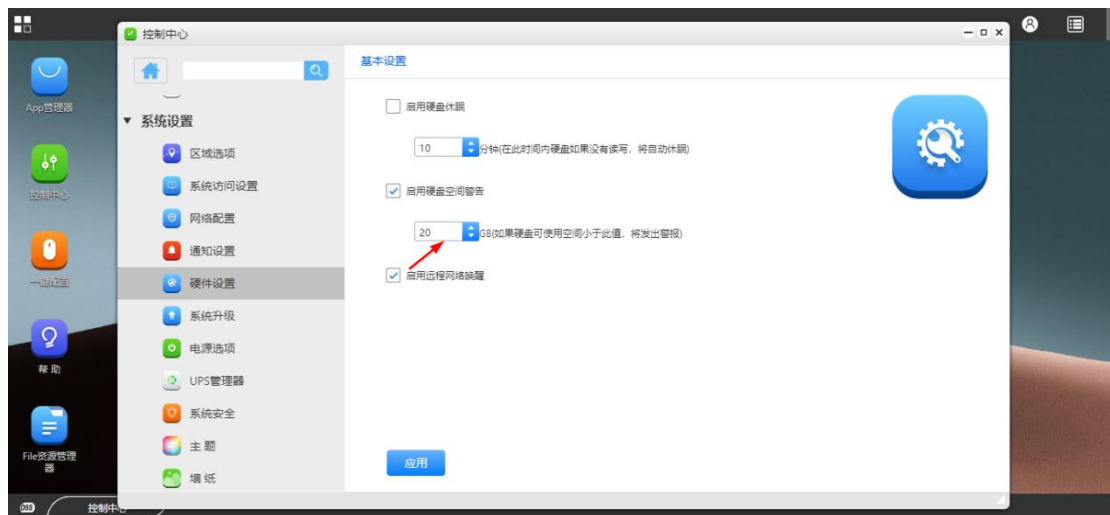 控制中心
App管理器
控制中心
一键配置
帮 助
File资源管理
器
系统设置
区域选项
系统访问设置
网络配置
通知设置
硬件设置
系统升级
电源选项
UPS管理器
系统安全
主 题
墙 纸
基本设置
启用硬盘休眠
10 分钟(在此时间内硬盘如果没有读写，将自动休眠)
启用硬盘空间警告
20 GB(如果硬盘可使用空间小于此值，将发出警报)
启用远程网络唤醒
应用
控制中心